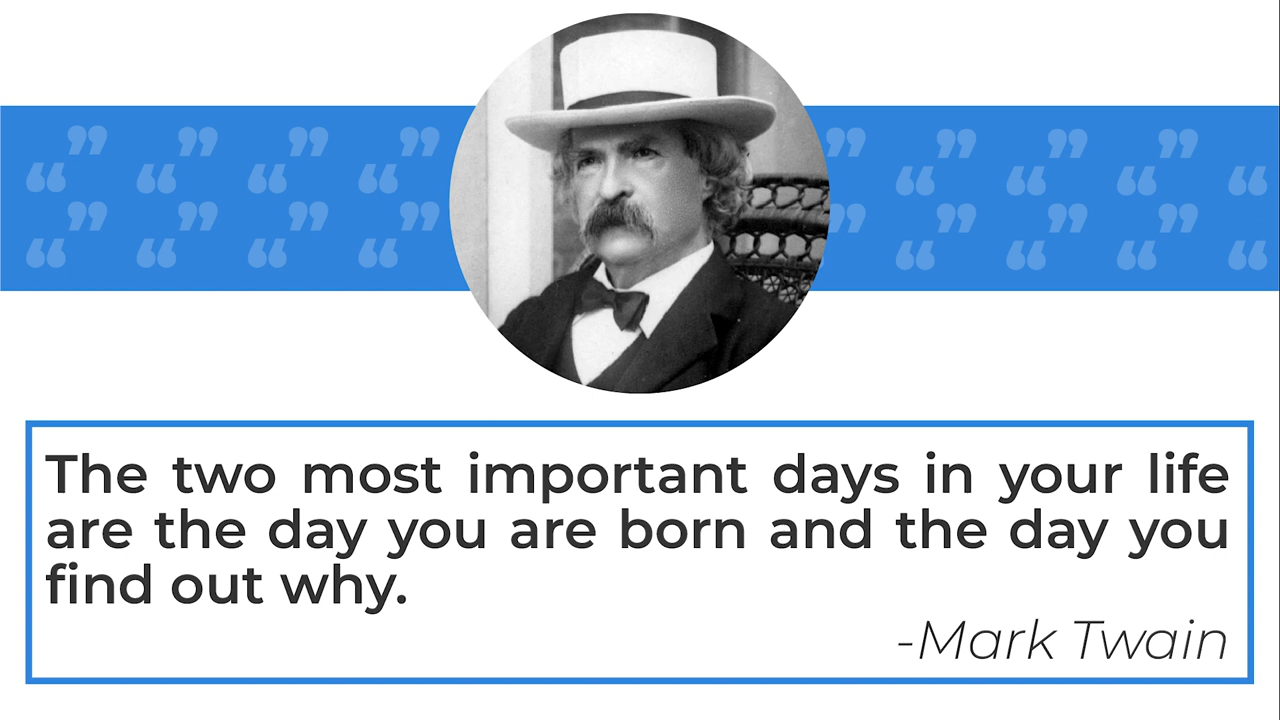 The two most important days in your life
are the day you are born and the day you
find out why.
-Mark Twain